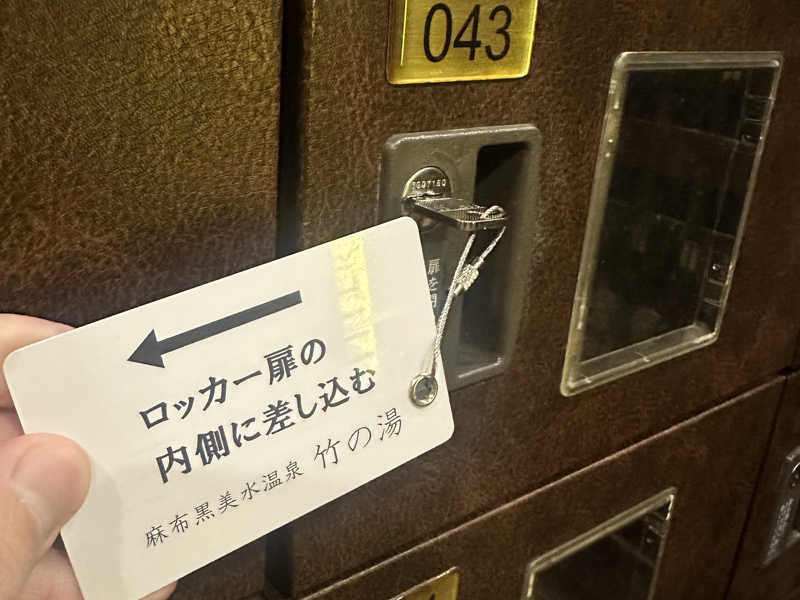 043
ロッカー扉の
内側に差し込む
麻布黒美水温泉 竹の湯